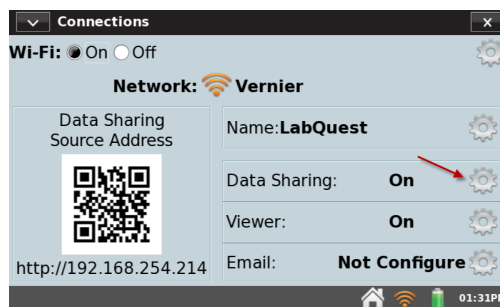 Connections
Wi-Fi: On Off
Network: Vernier
Data Sharing
Source Address
http://192.168.254.214
Name:LabQuest
Data Sharing: On
Viewer: On
Email: Not Configure
01:31P